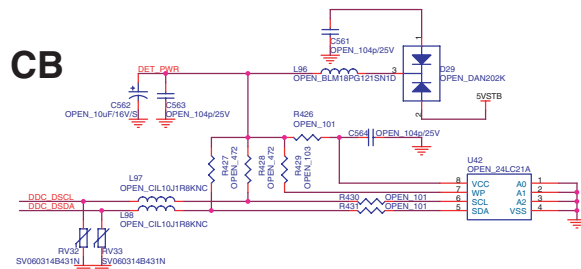 CB
C561
OPEN_104p/25V
1
DET_PWR
L96
3
D29
OPEN_BLM18PG121SN1D
OPEN_DAN202K
5VSTB
2
C562
OPEN_10uF/16V/S
C563
OPEN_104p/25V
R426
OPEN_101
C564
OPEN_104p/25V
R427
OPEN_472
R428
OPEN_472
R429
OPEN_103
U42
OPEN_24LC21A
L97
OPEN_CIL10J1R8KNC
8 VCC A0 1
7 WP A1 2
6 SCL A2 3
5 SDA VSS 4
DDC_DSCL
DDC_DSDA
R430 OPEN_101
R431 OPEN_101
L98
OPEN_CIL10J1R8KNC
RV32
SV060314B431N
RV33
SV060314B431N